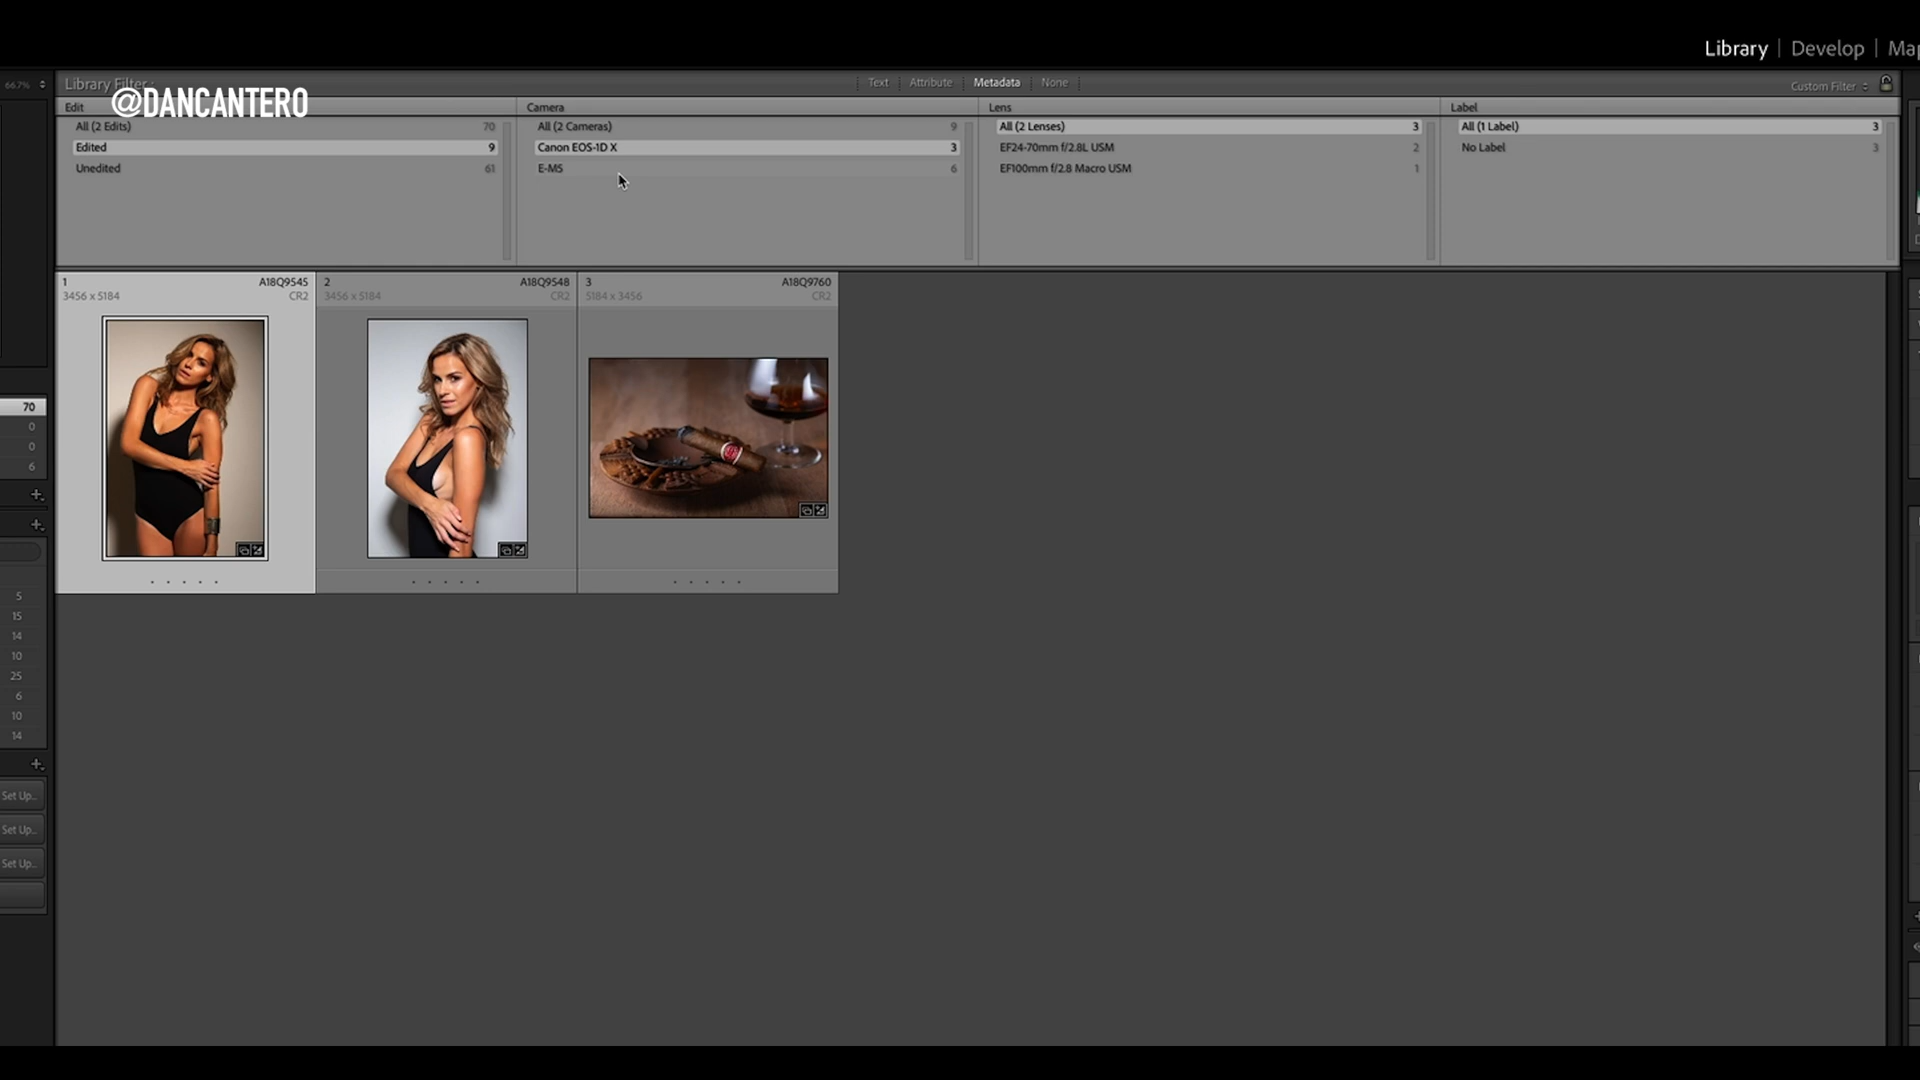 Library | Develop | Map
66.7%
Library Filter :
Text
Attribute
Metadata
None
Custom Filter
@DANCANTERO
Edit
Camera
Lens
Label
All (2 Edits) 70
Edited 9
Unedited 61
All (2 Cameras) 9
Canon EOS-1D X 3
E-M5 6
All (2 Lenses) 3
EF24-70mm f/2.8L USM 2
EF100mm f/2.8 Macro USM 1
All (1 Label) 3
No Label 3
1 A18Q9545
3456 x 5184 CR2
2 A18Q9548
3456 x 5184 CR2
3 A18Q9760
5184 x 3456 CR2
70
0
0
6
5
15
14
10
25
6
10
14
Set Up...
Set Up...
Set Up...